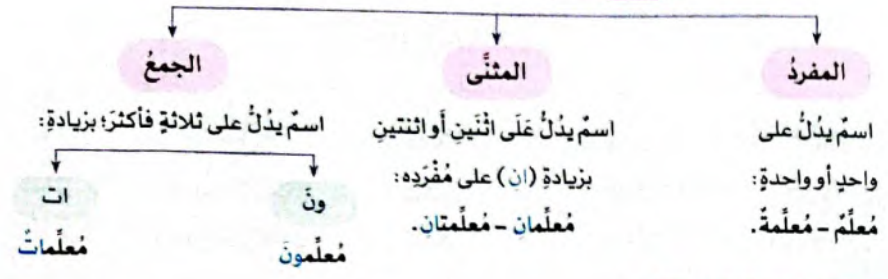 المفردُ
اسمٌ يدُلُّ على
واحدٍ أو واحدةٍ:
مُعلِّمٌ – مُعلِّمةٌ.
المثنَّى
اسمٌ يدُلُّ عَلَى اثْنَينِ أَو اثنتينِ
بزيادةِ (انِ) على مُفْرَدِه:
مُعلِّمانِ – مُعلِّمتانِ.
الجمعُ
اسمٌ يدُلُّ على ثلاثةٍ فأكثرَ؛ بزيادةِ:
ونَ
مُعلِّمونَ
ات
مُعلِّماتٌ